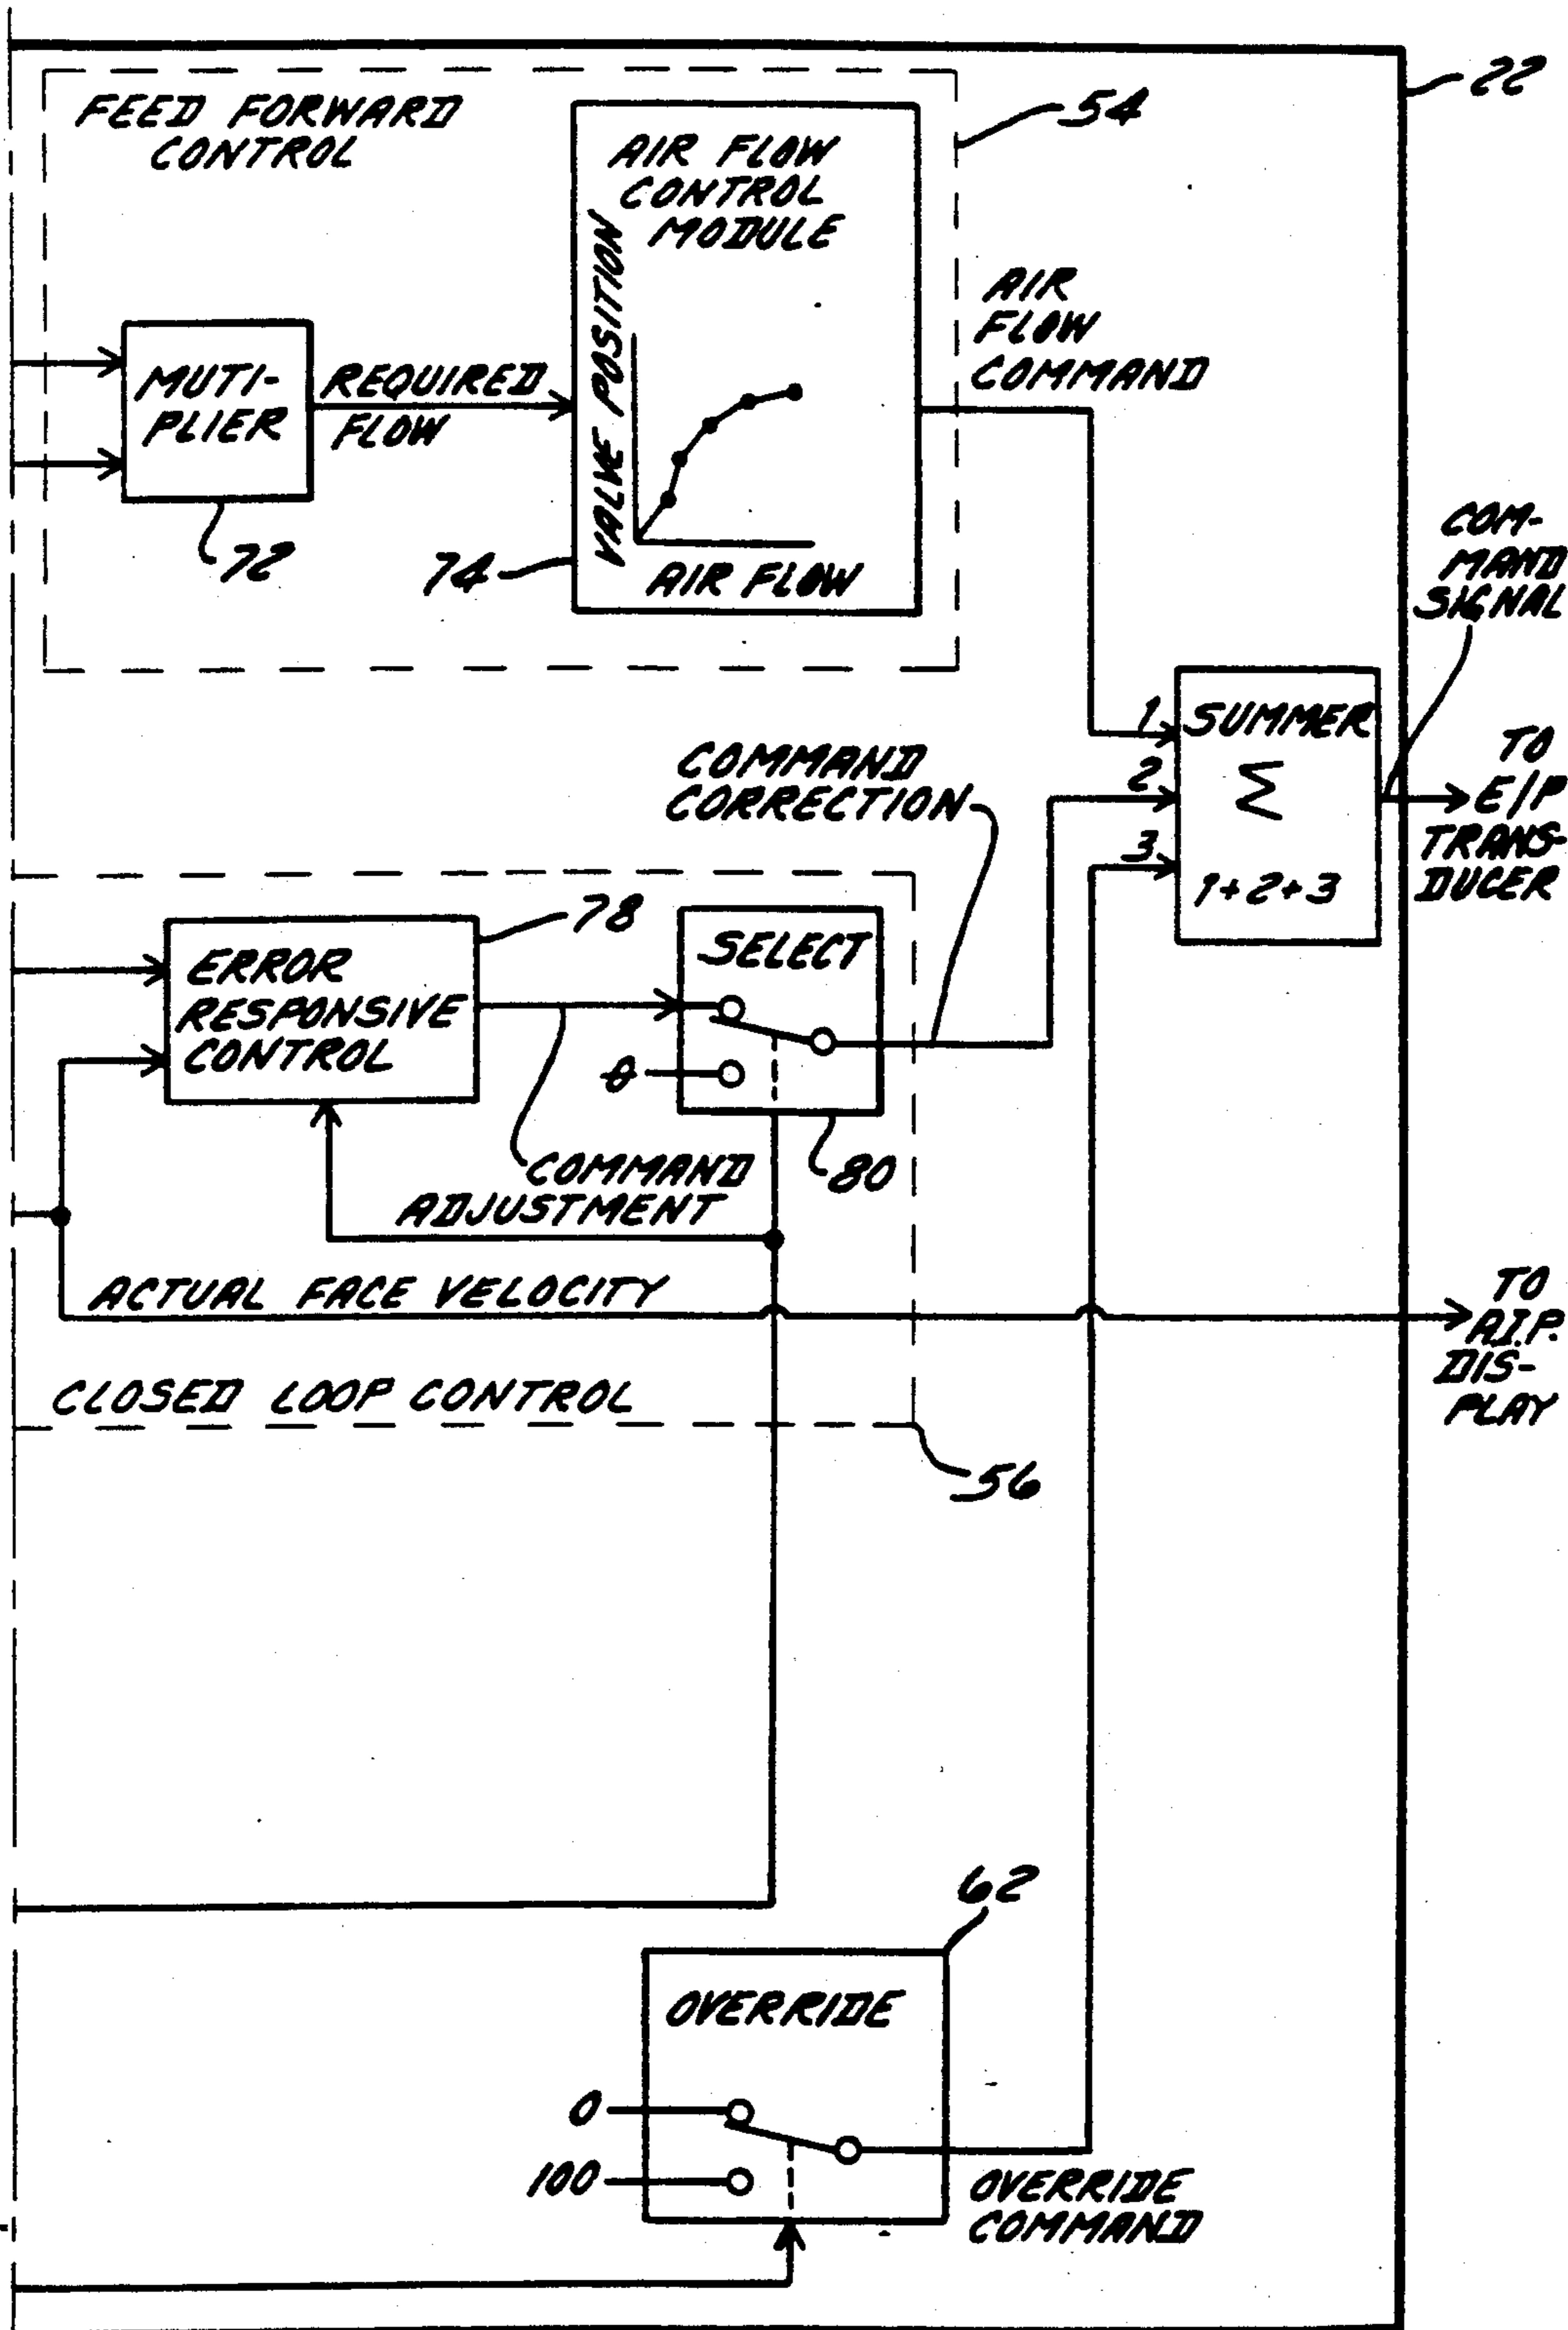 FEED FORWARD
CONTROL
AIR FLOW
CONTROL
MODULE
VALVE POSITION
AIR FLOW
54
22
AIR
FLOW
COMMAND
MUTI-
PLIER
REQUIRED
FLOW
72
74
COM-
MAND
SIGNAL
1
2
3
SUMMER
Σ
1+2+3
TO
E/P
TRANS-
DUCER
COMMAND
CORRECTION
78
ERROR
RESPONSIVE
CONTROL
SELECT
0
80
COMMAND
ADJUSTMENT
ACTUAL FACE VELOCITY
TO
A.I.P.
DIS-
PLAY
CLOSED LOOP CONTROL
56
62
OVERRIDE
0
100
OVERRIDE
COMMAND